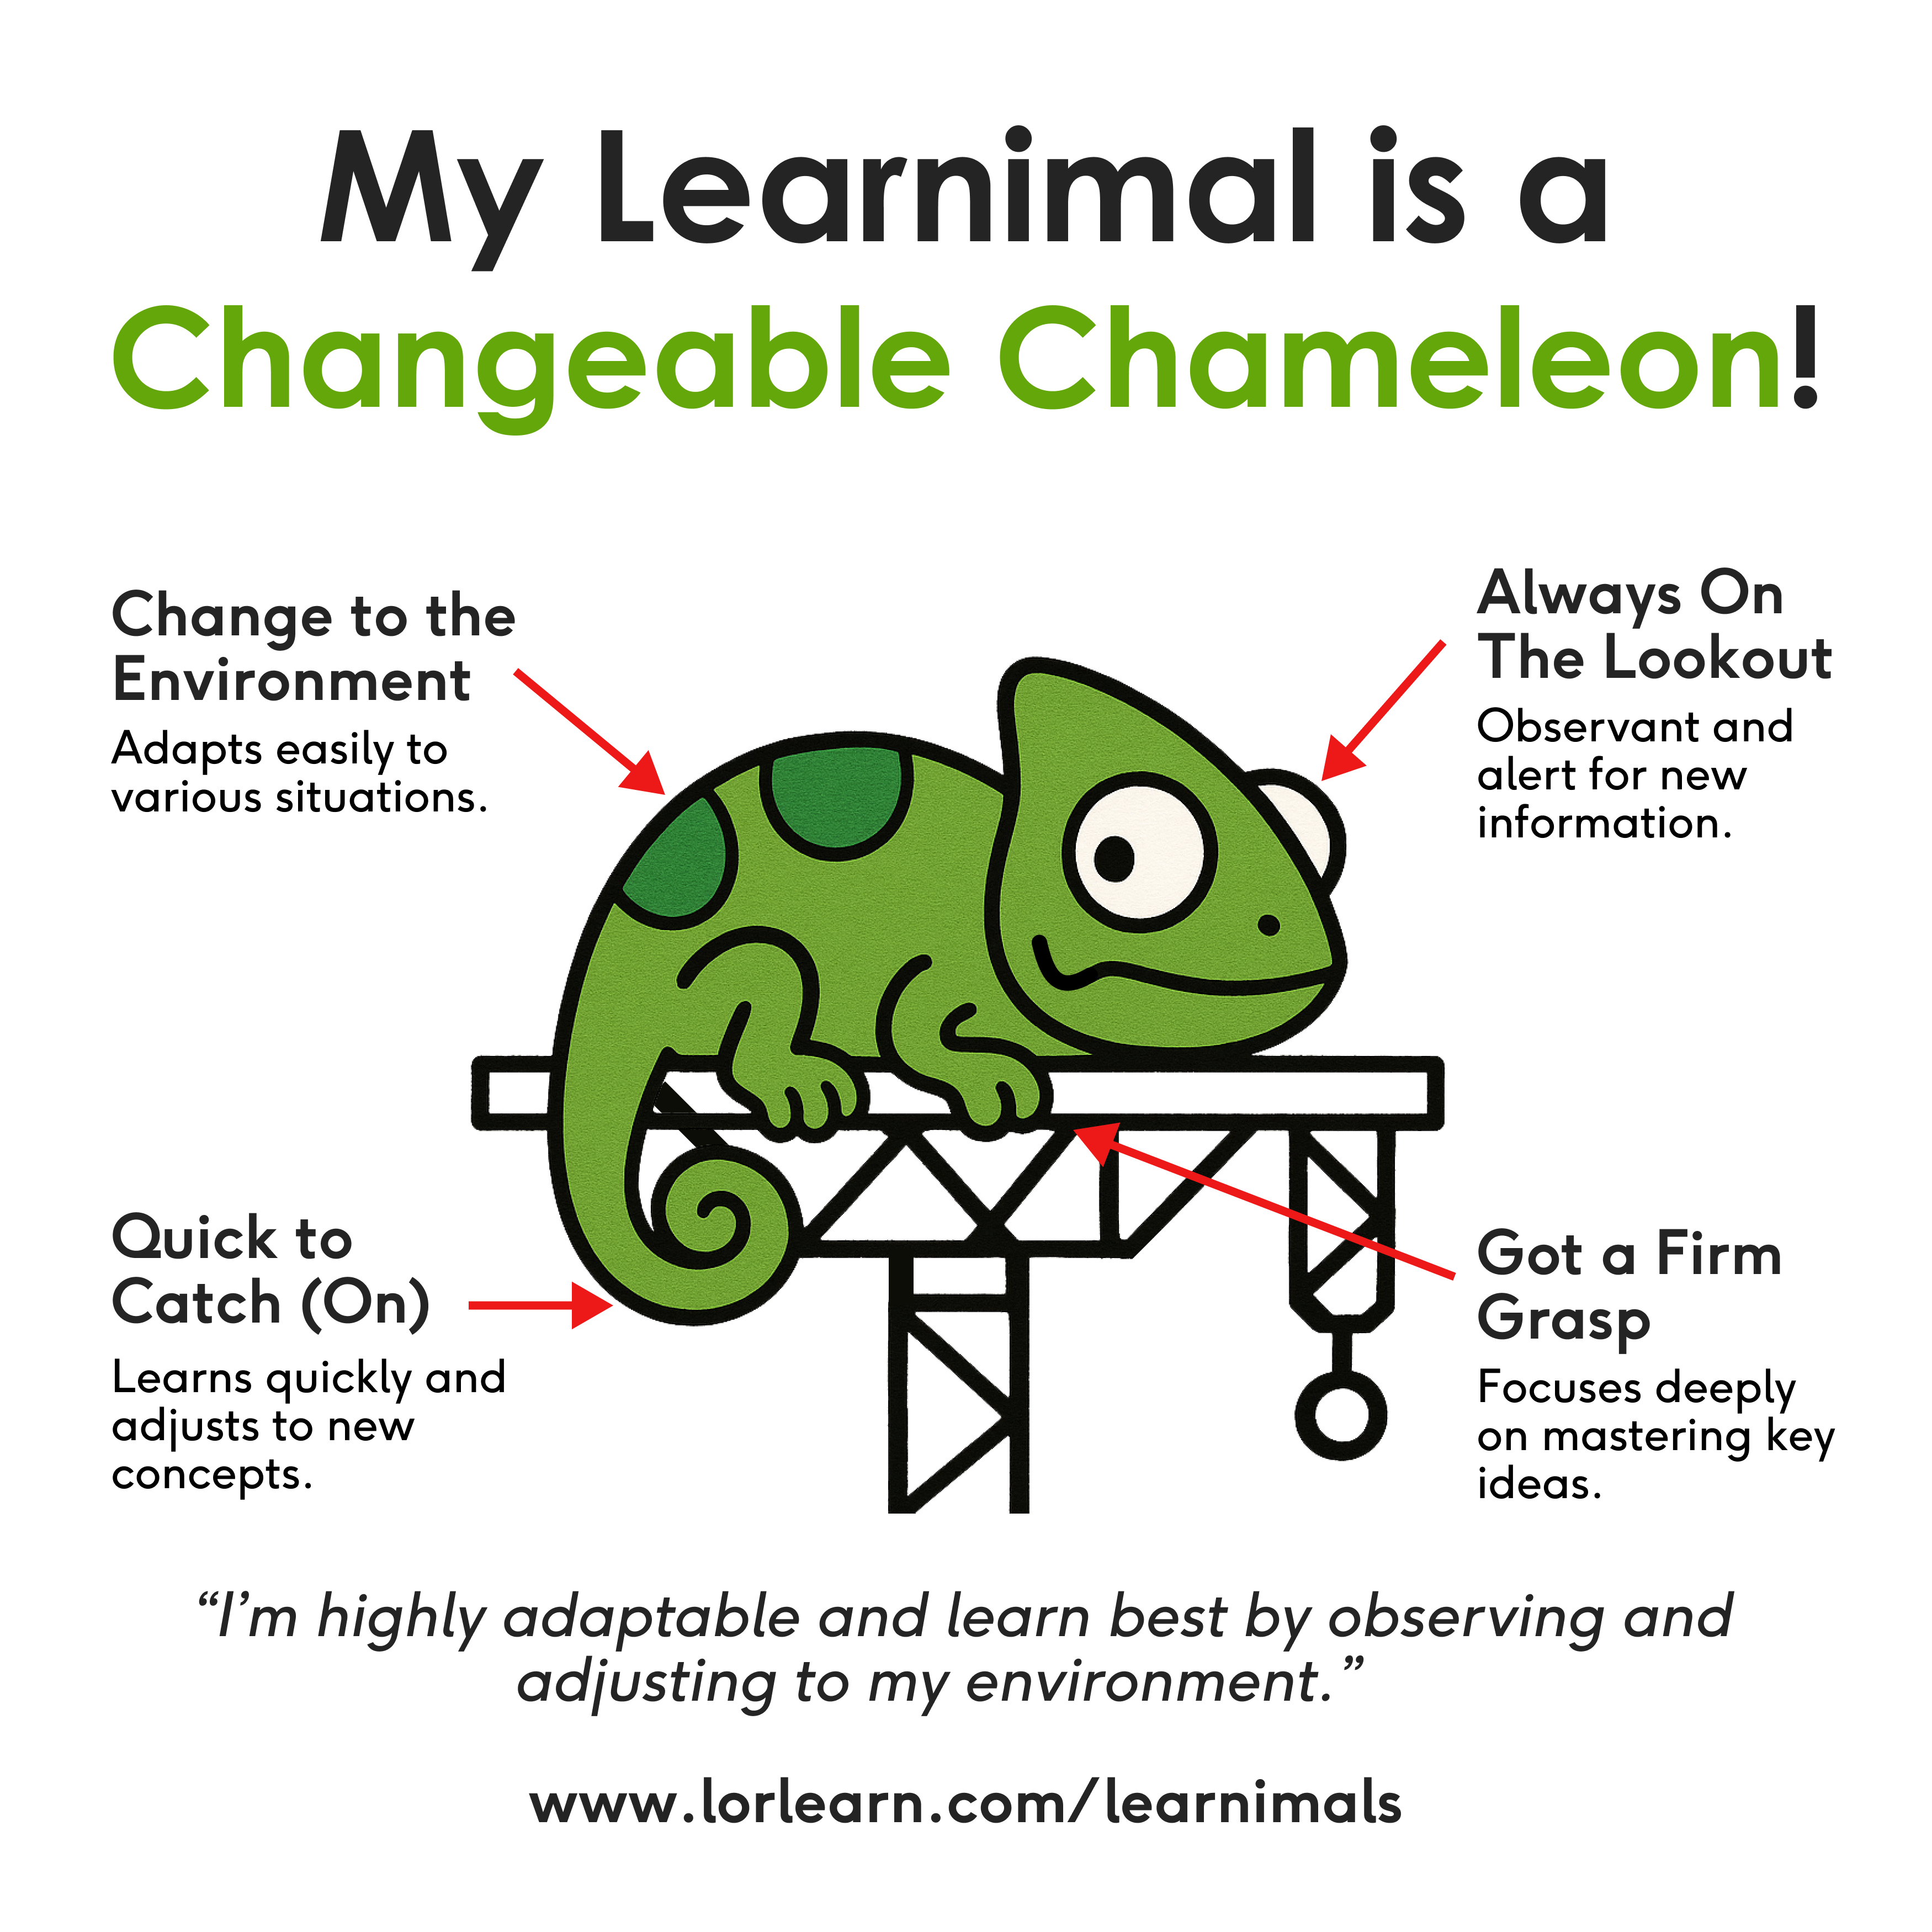 My Learnimal is a
Changeable Chameleon!
Change to the
Environment
Adapts easily to
various situations.
Always On
The Lookout
Observant and
alert for new
information.
Quick to
Catch (On)
Learns quickly and
adjusts to new
concepts.
Got a Firm
Grasp
Focuses deeply
on mastering key
ideas.
“I’m highly adaptable and learn best by observing and
adjusting to my environment.”
www.lorlearn.com/learnimals